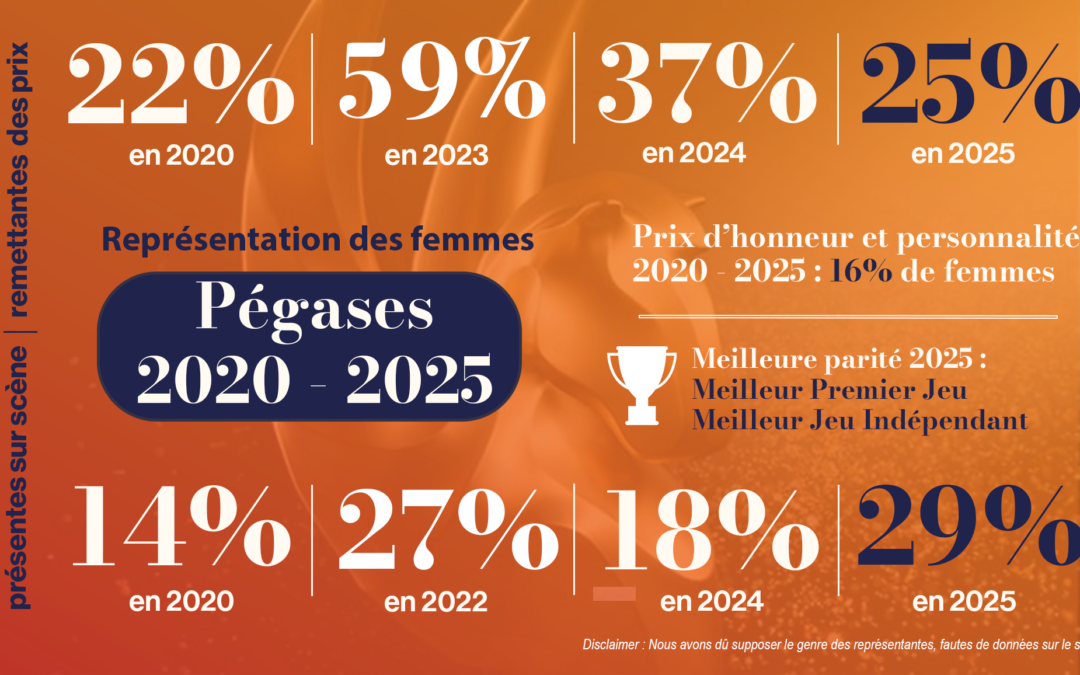 remettantes des prix
22%
en 2020
59%
en 2023
37%
en 2024
25%
en 2025
Représentation des femmes
Pégases
2020 - 2025
Prix d'honneur et personnalité
2020 - 2025 : 16% de femmes
Meilleure parité 2025 :
Meilleur Premier Jeu
Meilleur Jeu Indépendant
présentes sur scène
14%
en 2020
27%
en 2022
18%
en 2024
29%
en 2025
Disclaimer : Nous avons dû supposer le genre des représentantes, fautes de données sur le s